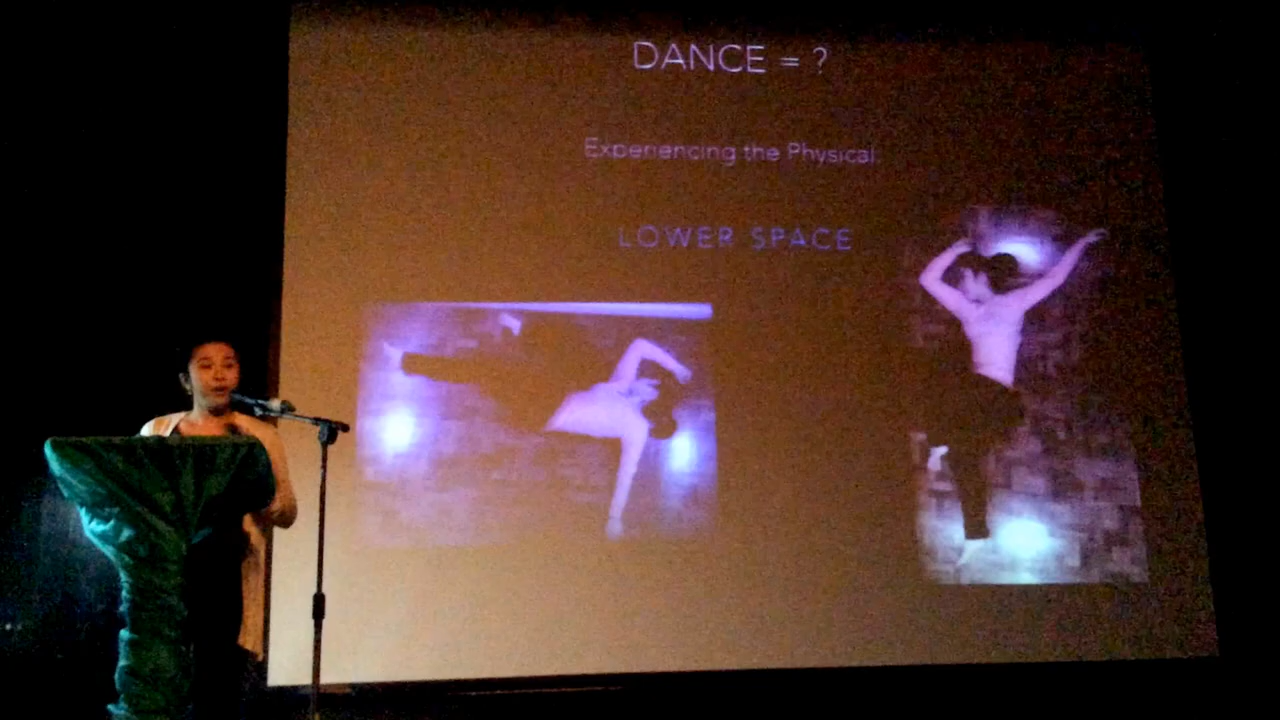 DANCE = ?
Experiencing the Physical:
LOWER SPACE